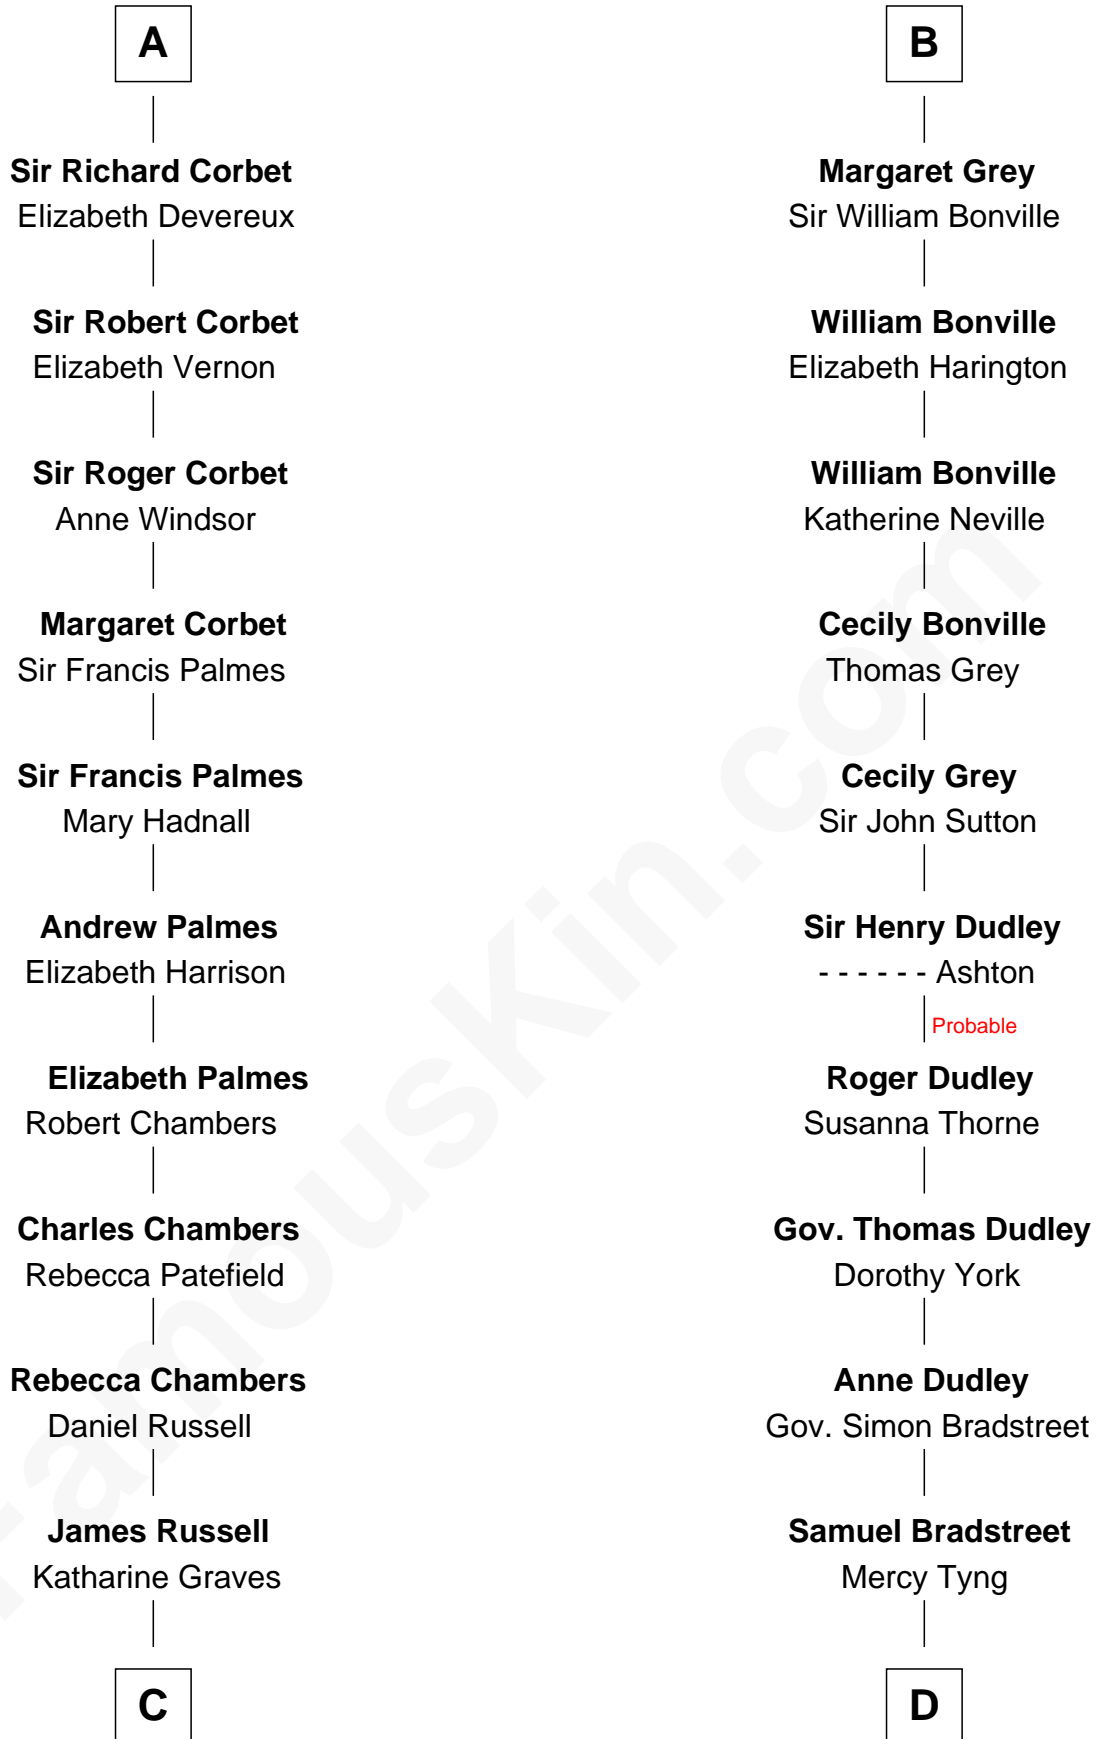 A
Sir Richard Corbet
Elizabeth Devereux
Sir Robert Corbet
Elizabeth Vernon
Sir Roger Corbet
Anne Windsor
Margaret Corbet
Sir Francis Palmes
Sir Francis Palmes
Mary Hadnall
Andrew Palmes
Elizabeth Harrison
Elizabeth Palmes
Robert Chambers
Charles Chambers
Rebecca Patefield
Rebecca Chambers
Daniel Russell
James Russell
Katharine Graves
C
B
Margaret Grey
Sir William Bonville
William Bonville
Elizabeth Harington
William Bonville
Katherine Neville
Cecily Bonville
Thomas Grey
Cecily Grey
Sir John Sutton
Sir Henry Dudley
- - - - - - Ashton
Probable
Roger Dudley
Susanna Thorne
Gov. Thomas Dudley
Dorothy York
Anne Dudley
Gov. Simon Bradstreet
Samuel Bradstreet
Mercy Tyng
D
FamousKin.com